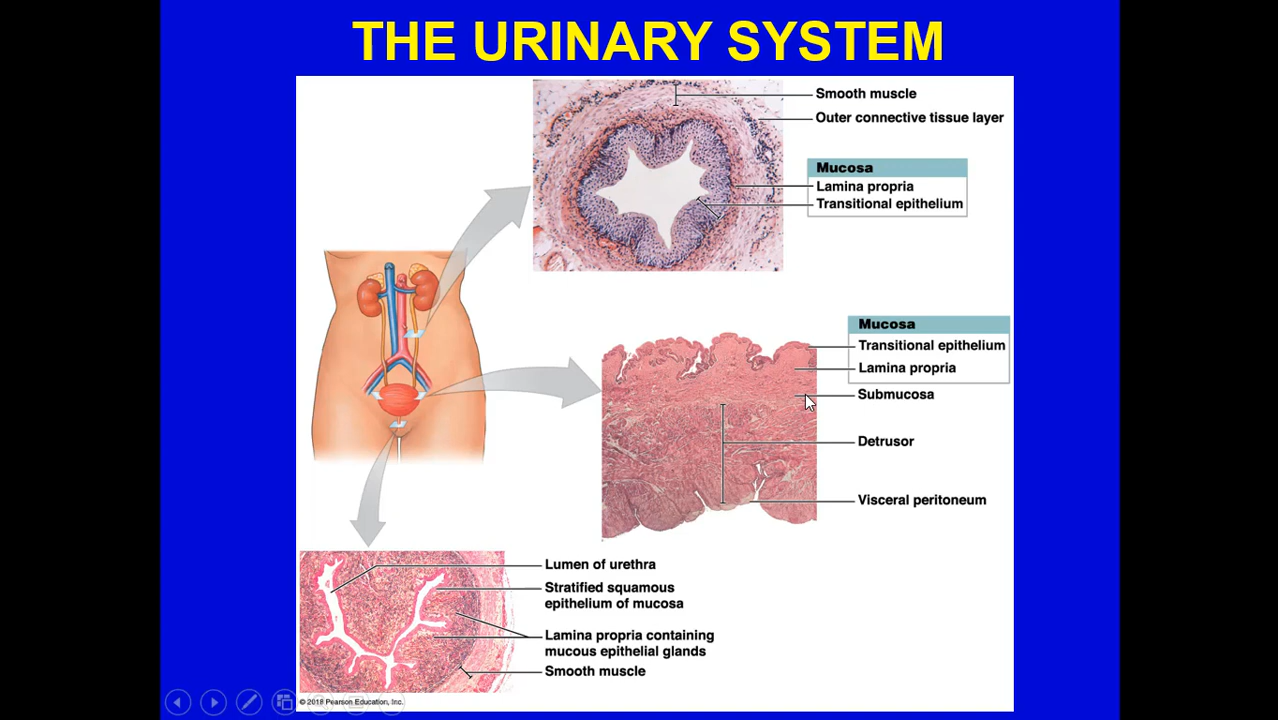 THE URINARY SYSTEM
Smooth muscle
Outer connective tissue layer
Mucosa
Lamina propria
Transitional epithelium
Mucosa
Transitional epithelium
Lamina propria
Submucosa
Detrusor
Visceral peritoneum
Lumen of urethra
Stratified squamous
epithelium of mucosa
Lamina propria containing
mucous epithelial glands
Smooth muscle
© 2018 Pearson Education, Inc.